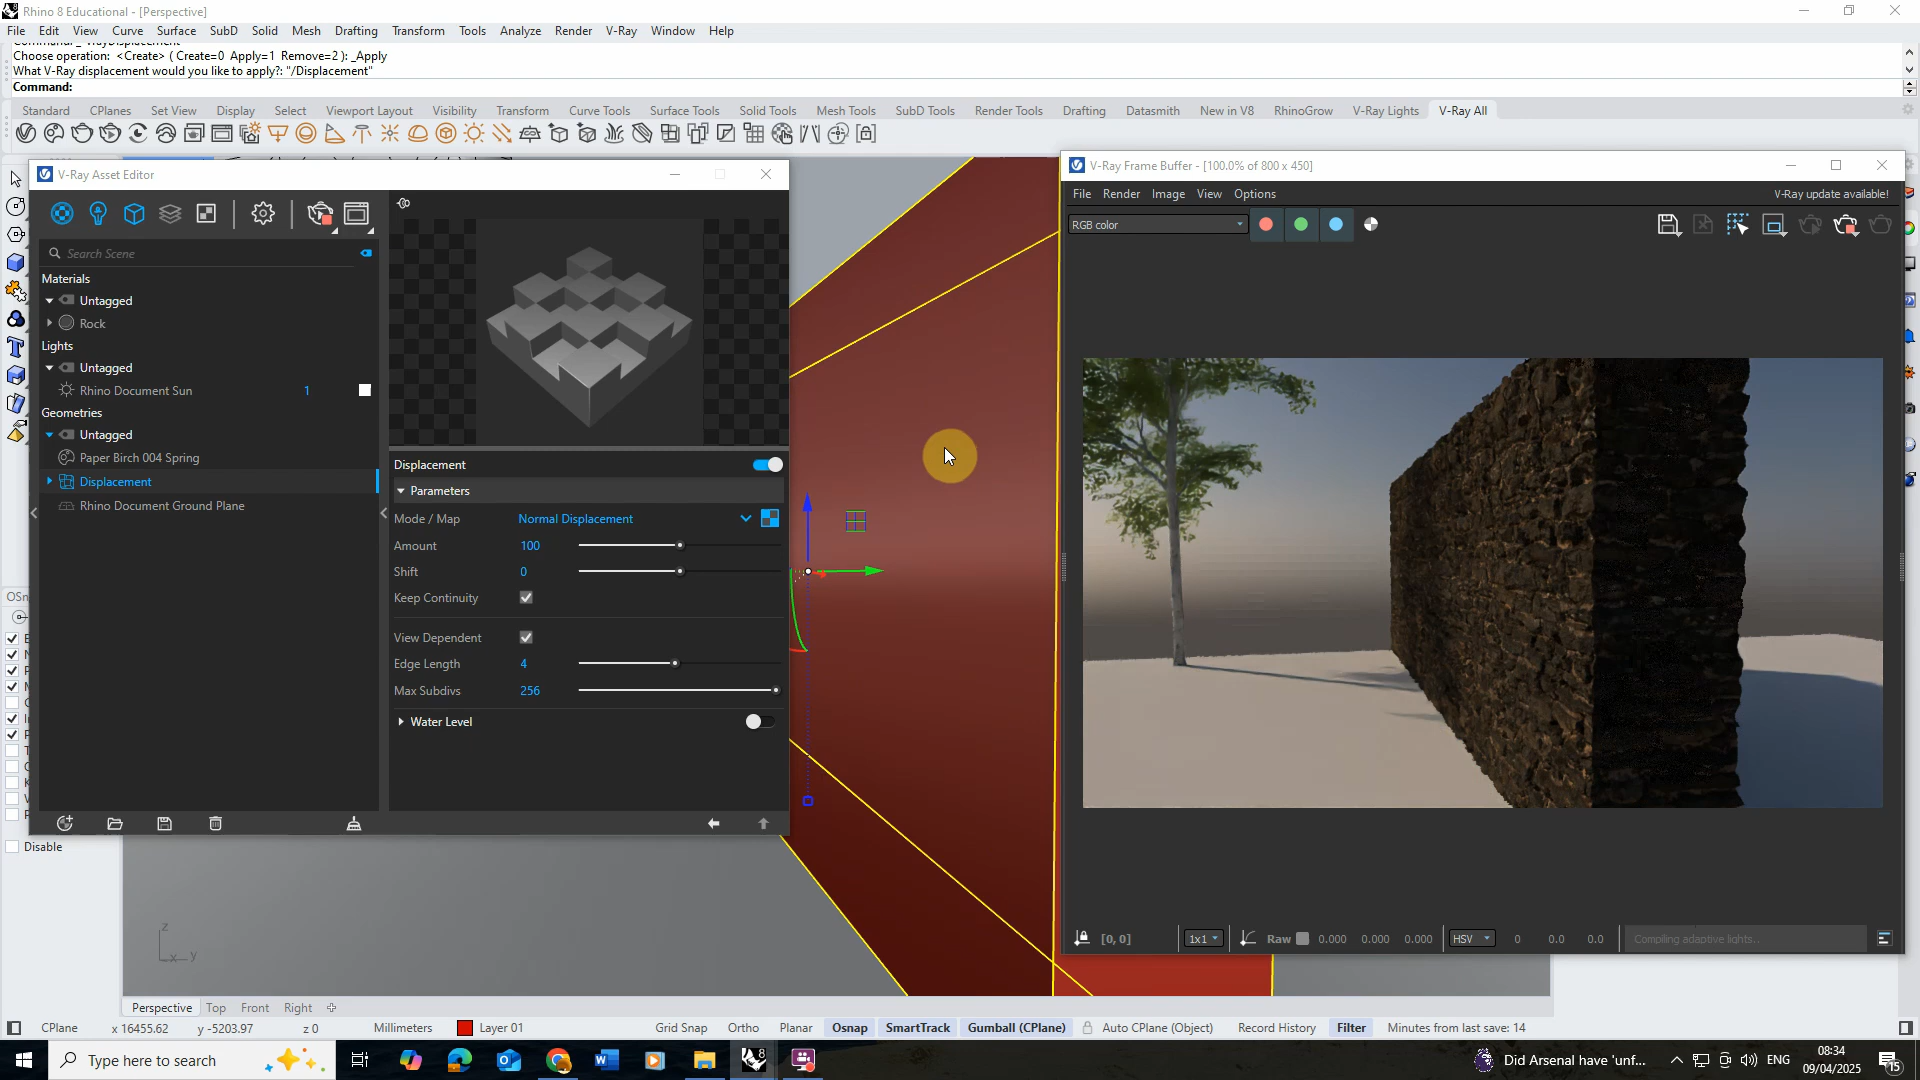 Rhino 8 Educational - [Perspective]
File Edit View Curve Surface SubD Solid Mesh Drafting Transform Tools Analyze Render V-Ray Window Help
Choose operation: <Create> ( Create=0 Apply=1 Remove=2 ): _Apply
What V-Ray displacement would you like to apply?: "/Displacement"
Command:
Standard CPlanes Set View Display Select Viewport Layout Visibility Transform Curve Tools Surface Tools Solid Tools Mesh Tools SubD Tools Render Tools Drafting Datasmith New in V8 RhinoGrow V-Ray Lights V-Ray All
V-Ray Asset Editor
Search Scene
Materials
Untagged
Rock
Lights
Untagged
Rhino Document Sun 1
Geometries
Untagged
Paper Birch 004 Spring
Displacement
Rhino Document Ground Plane
Displacement
Parameters
Mode / Map Normal Displacement
Amount 100
Shift 0
Keep Continuity
View Dependent
Edge Length 4
Max Subdivs 256
Water Level
V-Ray Frame Buffer - [100.0% of 800 x 450]
File Render Image View Options V-Ray update available!
RGB color
[0, 0] 1x1 Raw 0.000 0.000 0.000 HSV 0 0.0 0.0 Compiling adaptive lights..
OSn
Disable
z
x y
Perspective Top Front Right
CPlane x 16455.62 y -5203.97 z 0 Millimeters Layer 01 Grid Snap Ortho Planar Osnap SmartTrack Gumball (CPlane) Auto CPlane (Object) Record History Filter Minutes from last save: 14
Type here to search
Did Arsenal have 'unf... ENG
08:34
09/04/2025
15